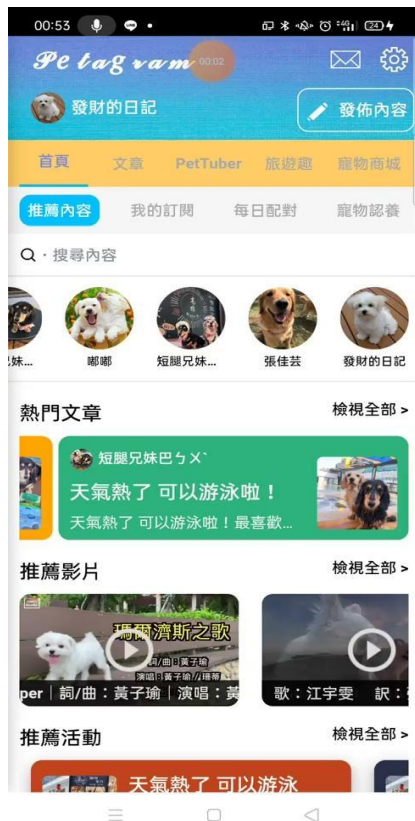 00:53
24
Petagram 00:02
發財的日記
發佈內容
首頁 文章 PetTuber 旅遊趣 寵物商城
推薦內容 我的訂閱 每日配對 寵物認養
搜尋內容
妹... 嘟嘟 短腿兄妹... 張佳芸 發財的日記
熱門文章 檢視全部 >
短腿兄妹巴ㄅㄨˋ
天氣熱了 可以游泳啦！
天氣熱了 可以游泳啦！最喜歡...
推薦影片 檢視全部 >
瑪爾濟斯之歌
詞/曲：黃子瑜
per｜詞/曲：黃子瑜｜演唱：黃
歌：江宇雯 訳：
推薦活動 檢視全部 >
天氣熱了 可以游泳